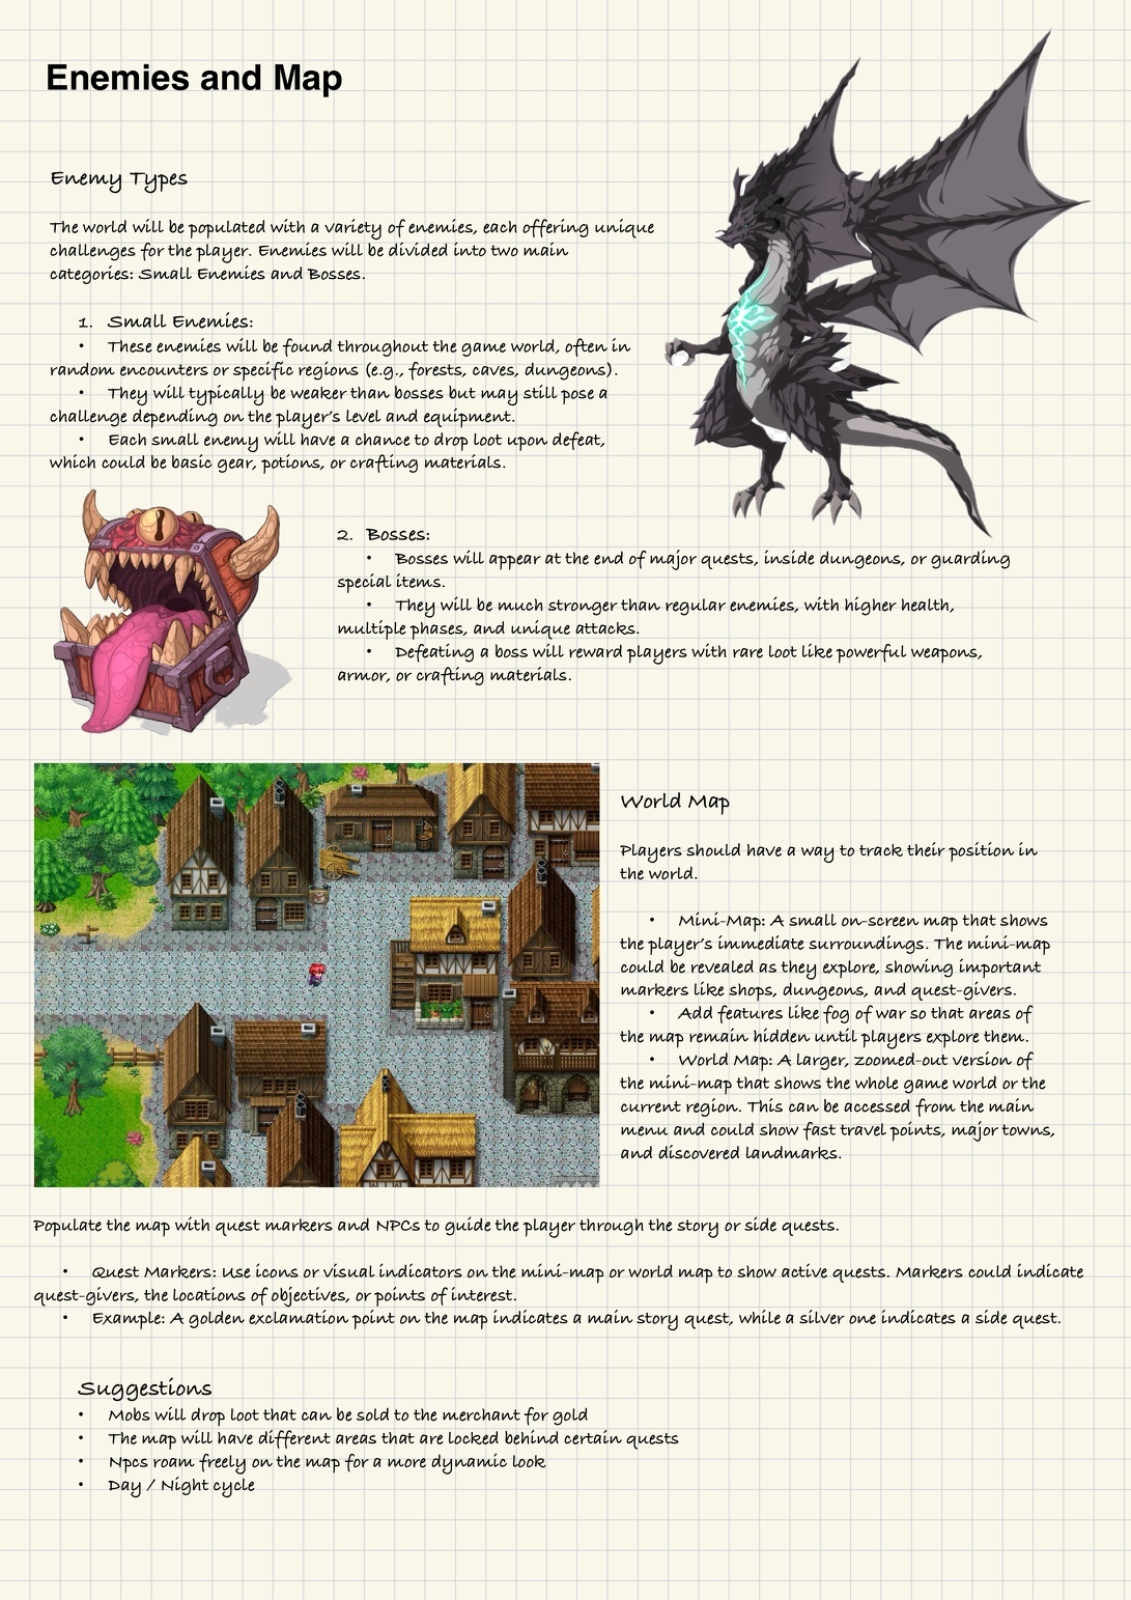 Enemies and Map
Enemy Types
The world will be populated with a variety of enemies, each offering unique
challenges for the player. Enemies will be divided into two main
categories: Small Enemies and Bosses.
1. Small Enemies:
• These enemies will be found throughout the game world, often in
random encounters or specific regions (e.g., forests, caves, dungeons).
• They will typically be weaker than bosses but may still pose a
challenge depending on the player's level and equipment.
• Each small enemy will have a chance to drop loot upon defeat,
which could be basic gear, potions, or crafting materials.
2. Bosses:
• Bosses will appear at the end of major quests, inside dungeons, or guarding
special items.
• They will be much stronger than regular enemies, with higher health,
multiple phases, and unique attacks.
• Defeating a boss will reward players with rare loot like powerful weapons,
armor, or crafting materials.
World Map
Players should have a way to track their position in
the world.
• Mini-Map: A small on-screen map that shows
the player's immediate surroundings. The mini-map
could be revealed as they explore, showing important
markers like shops, dungeons, and quest-givers.
• Add features like fog of war so that areas of
the map remain hidden until players explore them.
• World Map: A larger, zoomed-out version of
the mini-map that shows the whole game world or the
current region. This can be accessed from the main
menu and could show fast travel points, major towns,
and discovered landmarks.
Populate the map with quest markers and NPCs to guide the player through the story or side quests.
• Quest Markers: Use icons or visual indicators on the mini-map or world map to show active quests. Markers could indicate
quest-givers, the locations of objectives, or points of interest.
• Example: A golden exclamation point on the map indicates a main story quest, while a silver one indicates a side quest.
Suggestions
• Mobs will drop loot that can be sold to the merchant for gold
• The map will have different areas that are locked behind certain quests
• Npcs roam freely on the map for a more dynamic look
• Day / Night cycle